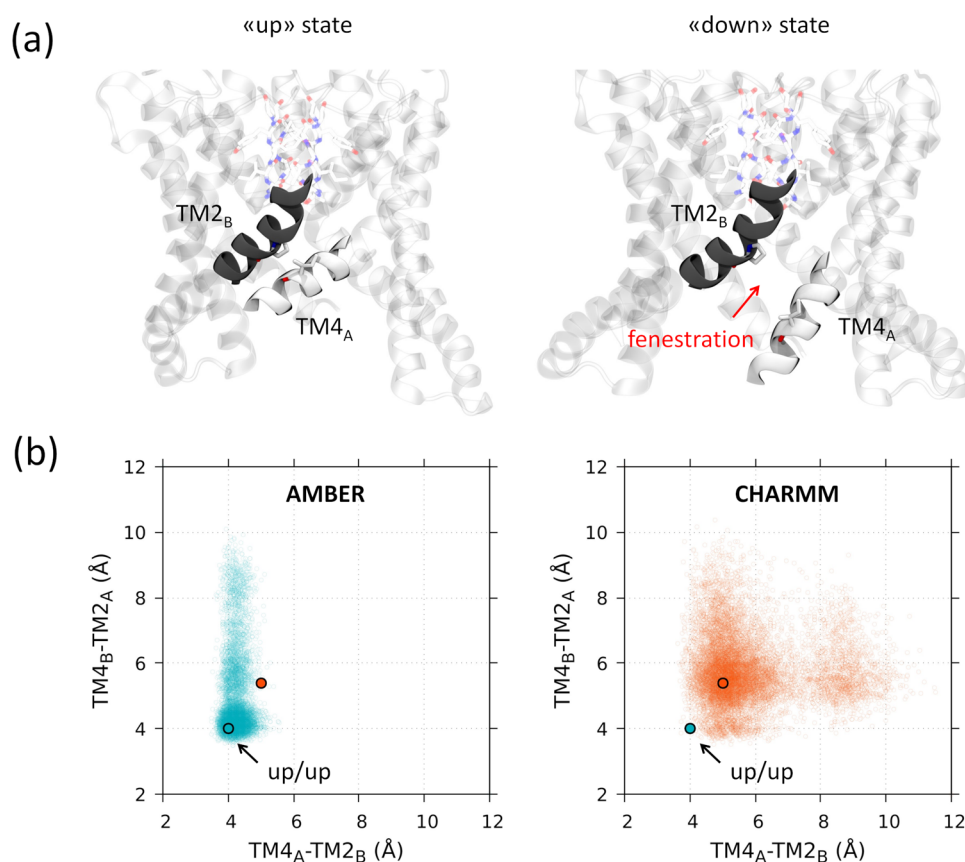 (a)
«up» state
«down» state
TM2B
TM4A
TM2B
fenestration
TM4A
(b)
AMBER
12
10
8
6
4
2
TM4B-TM2A (Å)
up/up
2 4 6 8 10 12
TM4A-TM2B (Å)
CHARMM
12
10
8
6
4
2
TM4B-TM2A (Å)
up/up
2 4 6 8 10 12
TM4A-TM2B (Å)